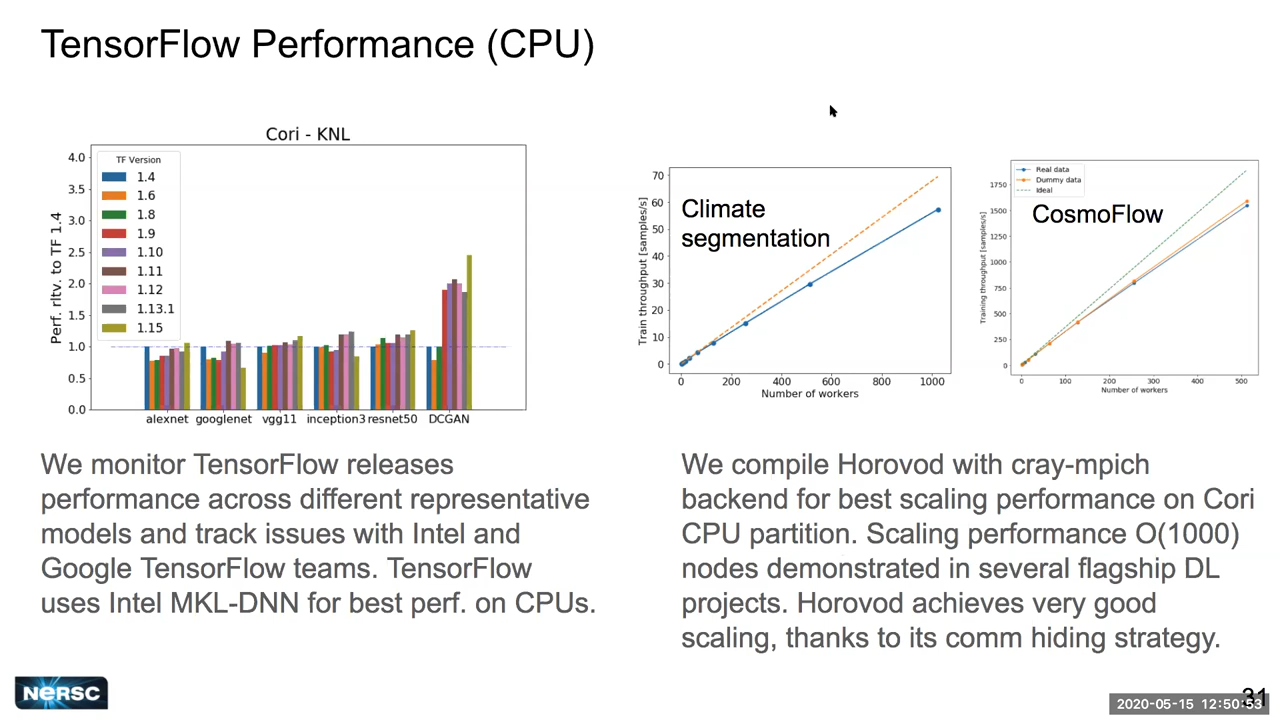 TensorFlow Performance (CPU)
Cori - KNL
Perf. rltv. to TF 1.4
4.0
3.5
3.0
2.5
2.0
1.5
1.0
0.5
0.0
TF Version
1.4
1.6
1.8
1.9
1.10
1.11
1.12
1.13.1
1.15
alexnet googlenet vgg11 inception3 resnet50 DCGAN
Climate
segmentation
Train throughput [samples/s]
70
60
50
40
30
20
10
0
0 200 400 600 800 1000
Number of workers
Real data
Dummy data
Ideal
CosmoFlow
Training throughput [samples/s]
1750
1500
1250
1000
750
500
250
0
0 100 200 300 400 500
Number of workers
We monitor TensorFlow releases
performance across different representative
models and track issues with Intel and
Google TensorFlow teams. TensorFlow
uses Intel MKL-DNN for best perf. on CPUs.
We compile Horovod with cray-mpich
backend for best scaling performance on Cori
CPU partition. Scaling performance O(1000)
nodes demonstrated in several flagship DL
projects. Horovod achieves very good
scaling, thanks to its comm hiding strategy.
NERSC
31
2020-05-15 12:50:53